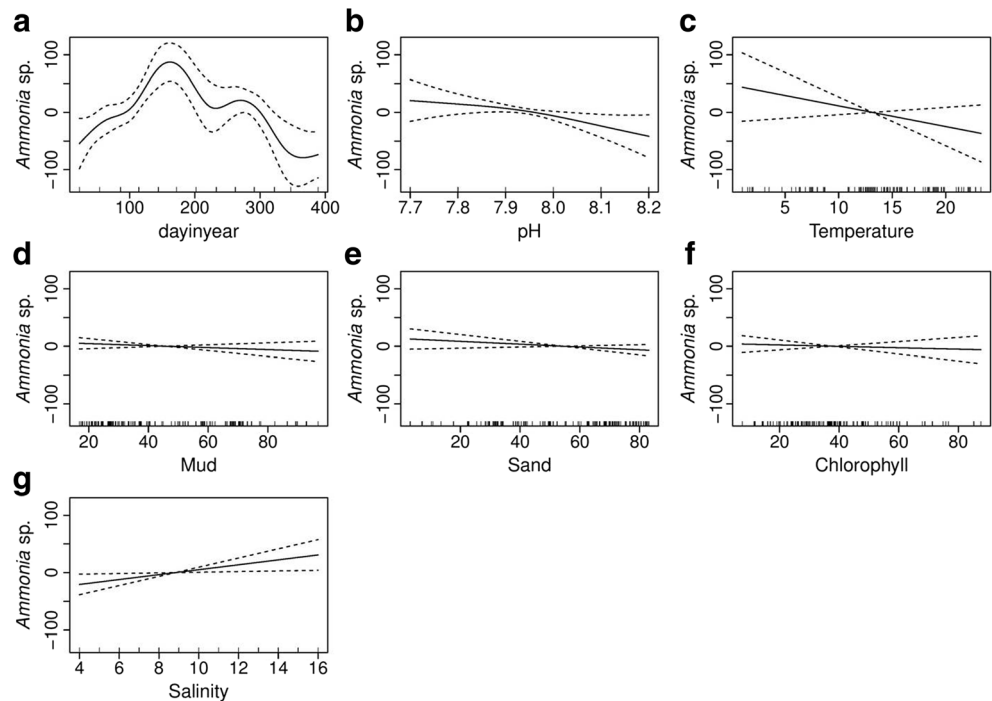 a
Ammonia sp.
100
0
−100
100
200
300
400
dayinyear
b
Ammonia sp.
100
0
−100
7.7
7.8
7.9
8.0
8.1
8.2
pH
c
Ammonia sp.
100
0
−100
5
10
15
20
Temperature
d
Ammonia sp.
100
0
−100
20
40
60
80
Mud
e
Ammonia sp.
100
0
−100
20
40
60
80
Sand
f
Ammonia sp.
100
0
−100
20
40
60
80
Chlorophyll
g
Ammonia sp.
100
0
−100
4
6
8
10
12
14
16
Salinity